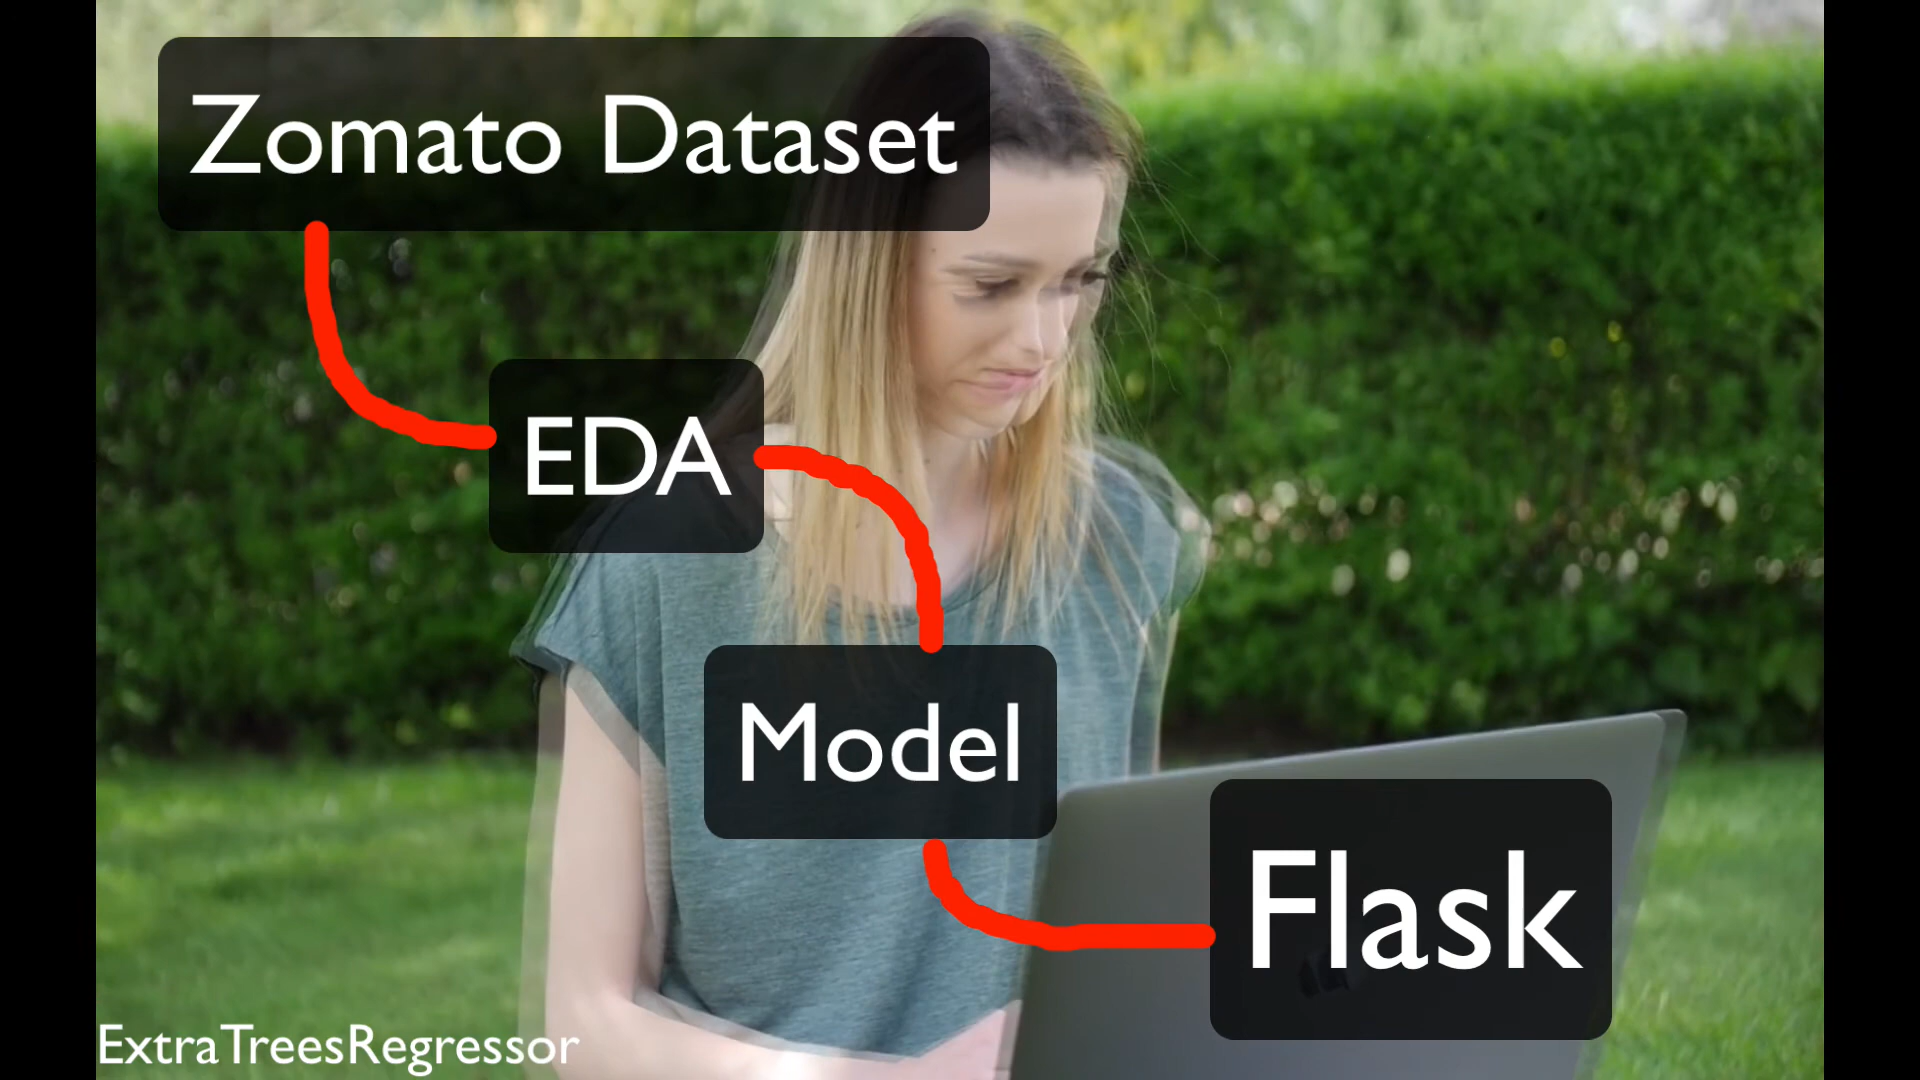 Zomato Dataset
EDA
Model
Flask
ExtraTreesRegressor